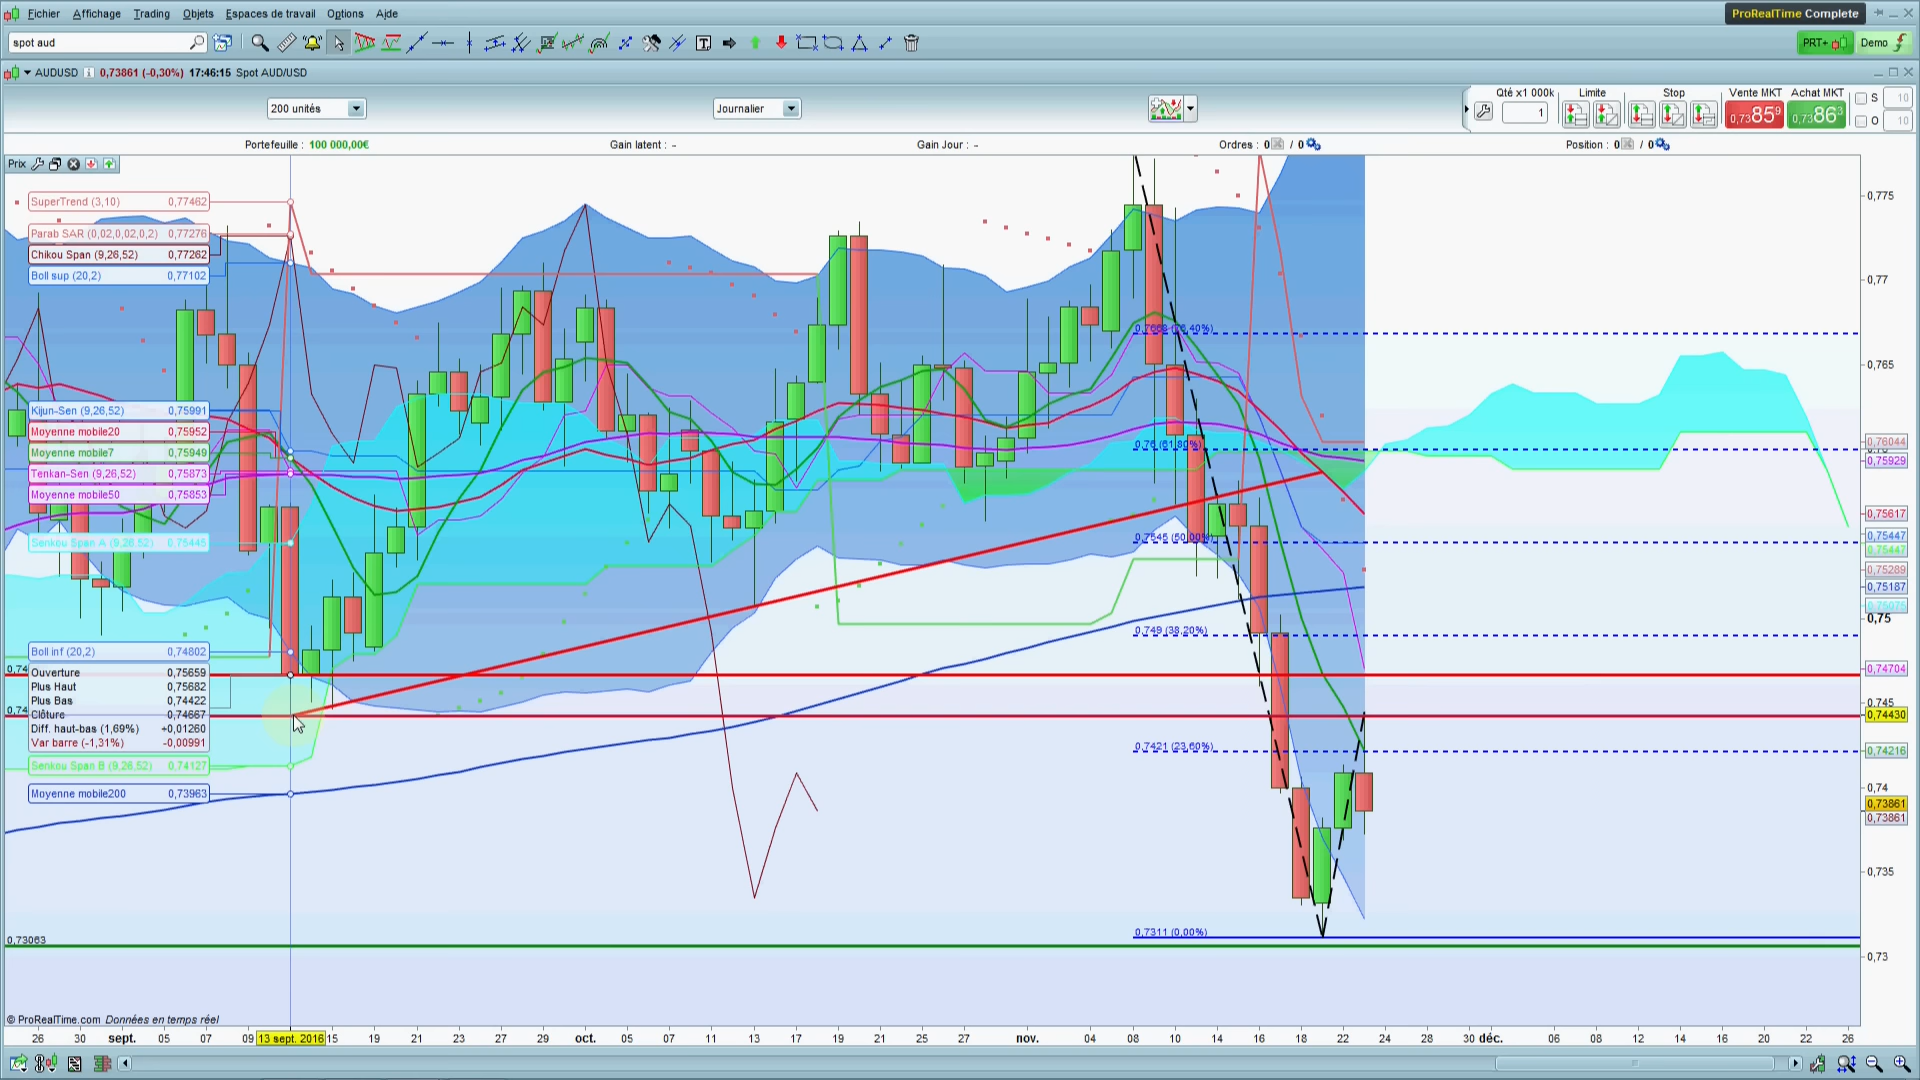 Fichier Affichage Trading Objets Espaces de travail Options Aide
ProRealTime Complete
spot aud
PRT+ Demo
AUDUSD 0,73861 (-0,30%) 17:46:15 Spot AUD/USD
200 unités
Journalier
Qté x1 000k Limite Stop Vente MKT Achat MKT
1 0,73859 0,73863
S 10
O 10
Portefeuille : 100 000,00€ Gain latent : - Gain Jour : - Ordres : 0 / 0 Position : 0 / 0
Prix
SuperTrend (3,10) 0,77462
Parab SAR (0,02,0,02,0,2) 0,77276
Chikou Span (9,26,52) 0,77262
Boll sup (20,2) 0,77102
Kijun-Sen (9,26,52) 0,75991
Moyenne mobile20 0,75952
Moyenne mobile7 0,75949
Tenkan-Sen (9,26,52) 0,75873
Moyenne mobile50 0,75853
Senkou Span A (9,26,52) 0,75445
Boll inf (20,2) 0,74802
Ouverture 0,75659
Plus Haut 0,75682
Plus Bas 0,74422
Clôture 0,74667
Diff. haut-bas (1,69%) +0,01260
Var barre (-1,31%) -0,00991
Senkou Span B (9,26,52) 0,74127
Moyenne mobile200 0,73963
0,73063
0,7668 (76,40%)
0,76 (61,80%)
0,7545 (50,00%)
0,749 (38,20%)
0,7421 (23,60%)
0,7311 (0,00%)
0,775
0,77
0,765
0,76044
0,75929
0,75617
0,75447
0,75447
0,75289
0,75187
0,75
0,74704
0,745
0,74430
0,74216
0,74
0,73861
0,73861
0,735
0,73
© ProRealTime.com Données en temps réel
26 30 sept. 05 07 09 13 sept. 2016 15 19 21 23 27 29 oct. 05 07 11 13 17 19 21 25 27 nov. 04 08 10 14 16 18 22 24 28 30 déc. 06 08 12 14 16 20 22 26